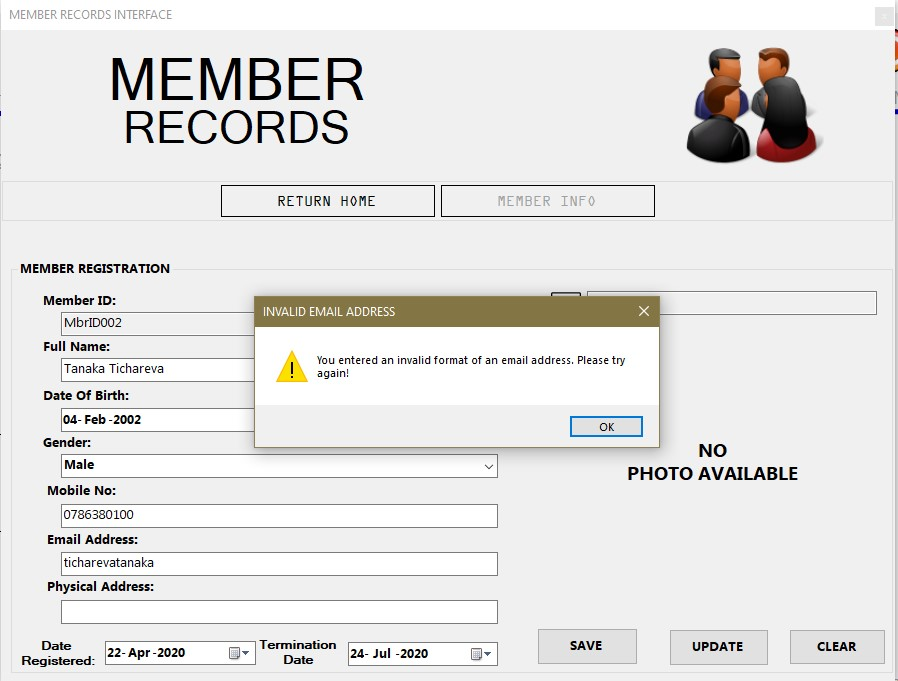 MEMBER RECORDS INTERFACE
MEMBER
RECORDS
RETURN HOME
MEMBER INFO
MEMBER REGISTRATION
Member ID:
MbrID002
Full Name:
Tanaka Tichareva
Date Of Birth:
04- Feb -2002
Gender:
Male
Mobile No:
0786380100
Email Address:
ticharevatanaka
Physical Address:
Date
Registered:
22- Apr -2020
Termination
Date
24- Jul -2020
INVALID EMAIL ADDRESS
You entered an invalid format of an email address. Please try
again!
OK
NO
PHOTO AVAILABLE
SAVE
UPDATE
CLEAR